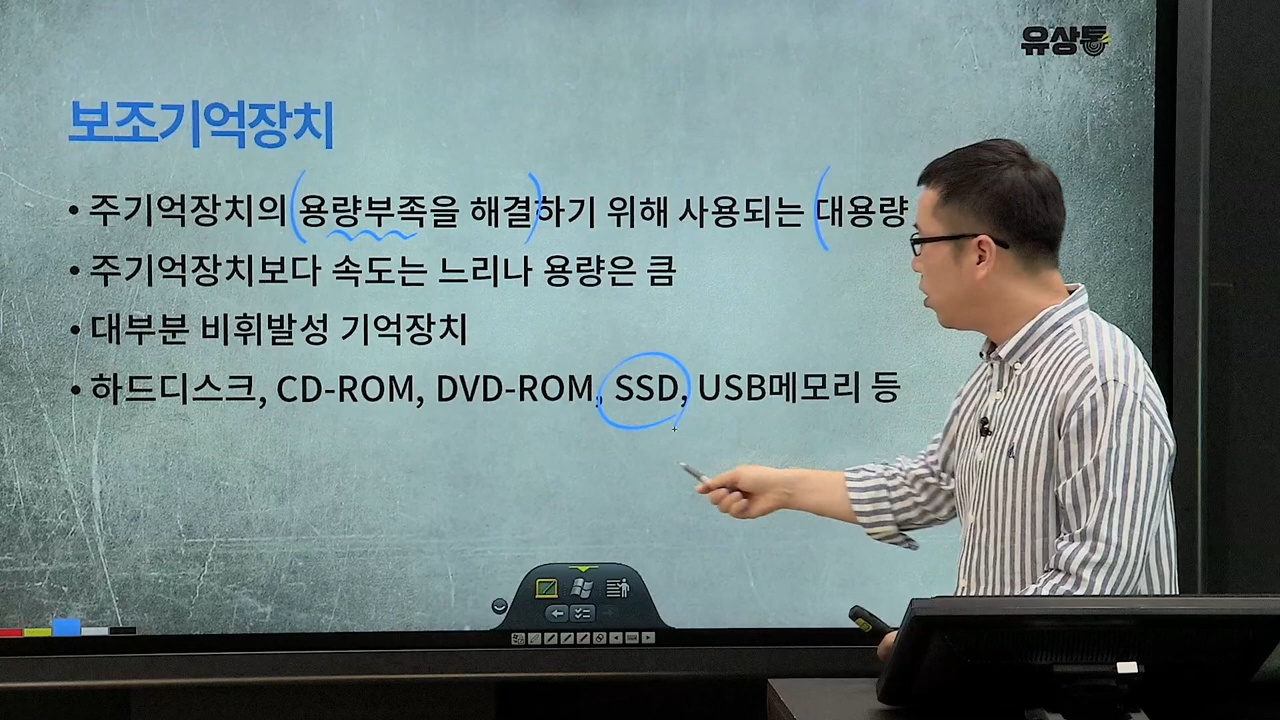 유상통
보조기억장치
• 주기억장치의 용량부족을 해결하기 위해 사용되는 대용량
• 주기억장치보다 속도는 느리나 용량은 큼
• 대부분 비휘발성 기억장치
• 하드디스크, CD-ROM, DVD-ROM, SSD, USB메모리 등